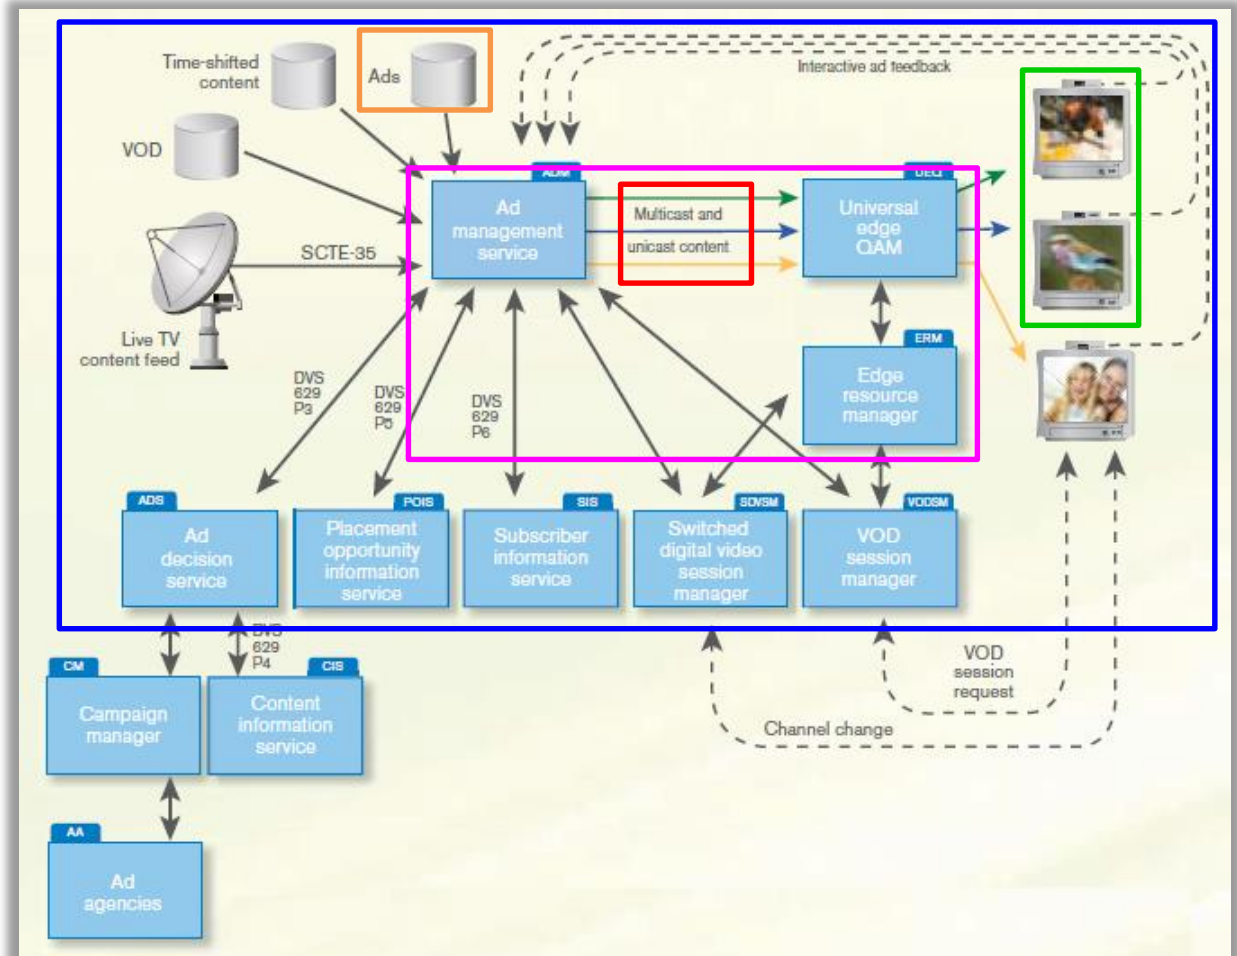 Time-shifted
content
Ads
Interactive ad feedback
VOD
ADM
Ad
management
service
Multicast and
unicast content
UEQ
Universal
edge
QAM
SCTE-35
Live TV
content feed
ERM
Edge
resource
manager
DVS
629
P3
DVS
629
P5
DVS
629
P6
ADS
Ad
decision
service
POIS
Placement
opportunity
information
service
SIS
Subscriber
information
service
SDVSM
Switched
digital video
session
manager
VODSM
VOD
session
manager
DVS
629
P4
CM
Campaign
manager
CIS
Content
information
service
VOD
session
request
Channel change
AA
Ad
agencies